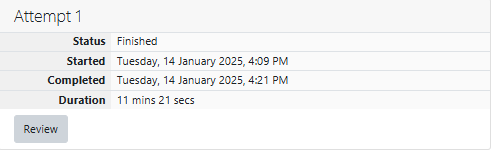 Attempt 1
Status Finished
Started Tuesday, 14 January 2025, 4:09 PM
Completed Tuesday, 14 January 2025, 4:21 PM
Duration 11 mins 21 secs
Review